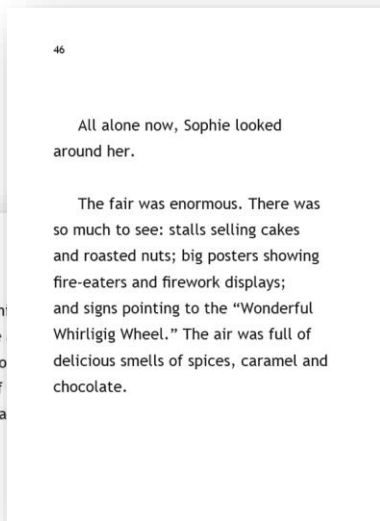 46
All alone now, Sophie looked
around her.
The fair was enormous. There was
so much to see: stalls selling cakes
and roasted nuts; big posters showing
fire-eaters and firework displays;
and signs pointing to the “Wonderful
Whirligig Wheel.” The air was full of
delicious smells of spices, caramel and
chocolate.